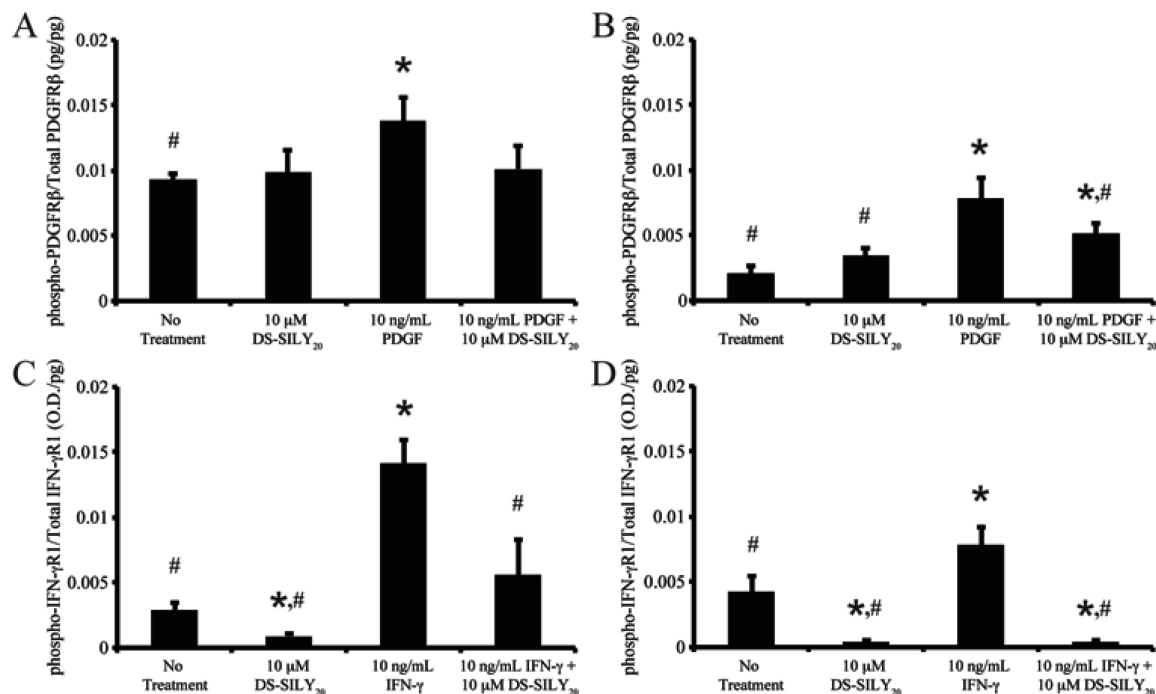 A
phospho-PDGFRβ/Total PDGFRβ (pg/pg)
0.02
0.015
0.01
0.005
0
#
*
No
Treatment
10 μM
DS-SILY₂₀
10 ng/mL
PDGF
10 ng/mL PDGF +
10 μM DS-SILY₂₀
B
phospho-PDGFRβ/Total PDGFRβ (pg/pg)
0.02
0.015
0.01
0.005
0
#
#
*
*,#
No
Treatment
10 μM
DS-SILY₂₀
10 ng/mL
PDGF
10 ng/mL PDGF +
10 μM DS-SILY₂₀
C
phospho-IFN-γR1/Total IFN-γR1 (O.D./pg)
0.02
0.015
0.01
0.005
0
#
*,#
*
#
No
Treatment
10 μM
DS-SILY₂₀
10 ng/mL
IFN-γ
10 ng/mL IFN-γ +
10 μM DS-SILY₂₀
D
phospho-IFN-γR1/Total IFN-γR1 (O.D./pg)
0.02
0.015
0.01
0.005
0
#
*,#
*
*,#
No
Treatment
10 μM
DS-SILY₂₀
10 ng/mL
IFN-γ
10 ng/mL IFN-γ +
10 μM DS-SILY₂₀